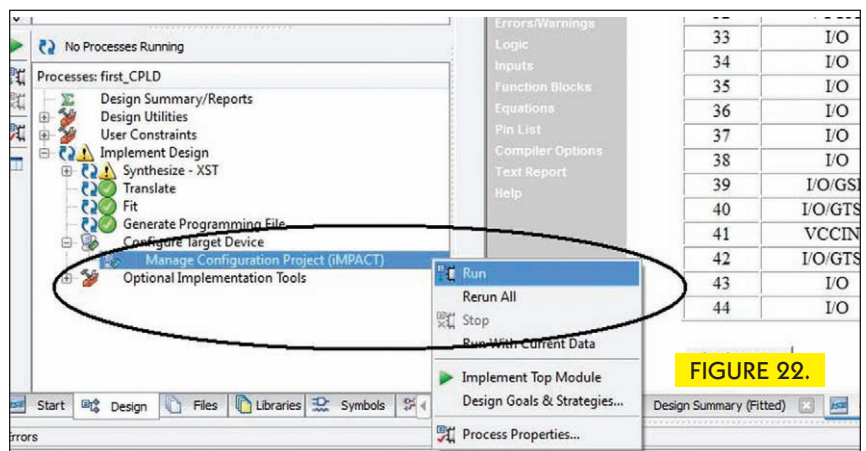 No Processes Running
Processes: first_CPLD
Design Summary/Reports
Design Utilities
User Constraints
Implement Design
Synthesize - XST
Translate
Fit
Generate Programming File
Configure Target Device
Manage Configuration Project (iMPACT)
Optional Implementation Tools
Run
Rerun All
Stop
Run With Current Data
Implement Top Module
Design Goals & Strategies...
Process Properties...
Errors/Warnings
Logic
Inputs
Function Blocks
Equations
Pin List
Compiler Options
Text Report
Help
33 I/O
34 I/O
35 I/O
36 I/O
37 I/O
38 I/O
39
40 I/O/GTS
41 VCCIN
42 I/O/GTS
43 I/O
44 I/O
FIGURE 22.
Start Design Files Libraries Symbols
Design Summary (Fitted)